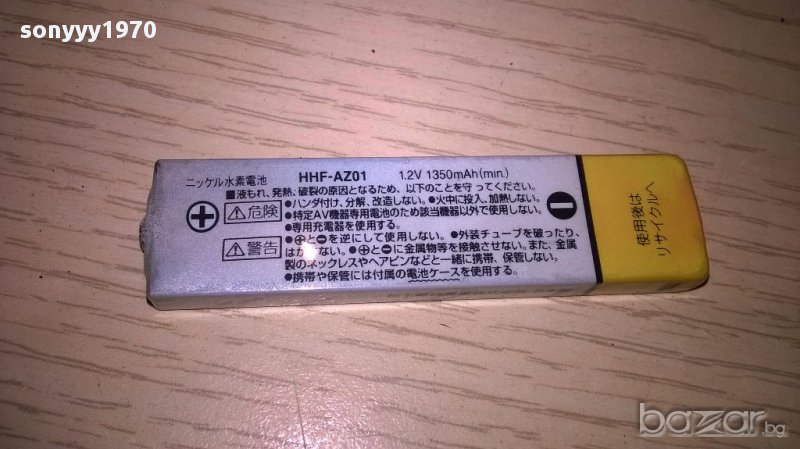 sonyyy1970
ニッケル水素電池 HHF-AZ01 1.2V 1350mAh(min.)
■液もれ、発熱、破裂の原因となるため、以下のことを守ってください。
⚠危険 ●ハンダ付け,分解,改造しない。●火中に投入,加熱しない。
●特定AV機器専用電池のため該当機器以外で使用しない。
●専用充電器を使用する。
⚠警告 ●⊕と⊖を逆にして使用しない。●外装チューブを破ったり、
はがさない。●⊕と⊖に金属物等を接触させない。また、金属
製のネックレスやヘアピンなどと一緒に携帯、保管しない。
●携帯や保管には付属の電池ケースを使用する。
使用後は
リサイクルへ
bazar.bg